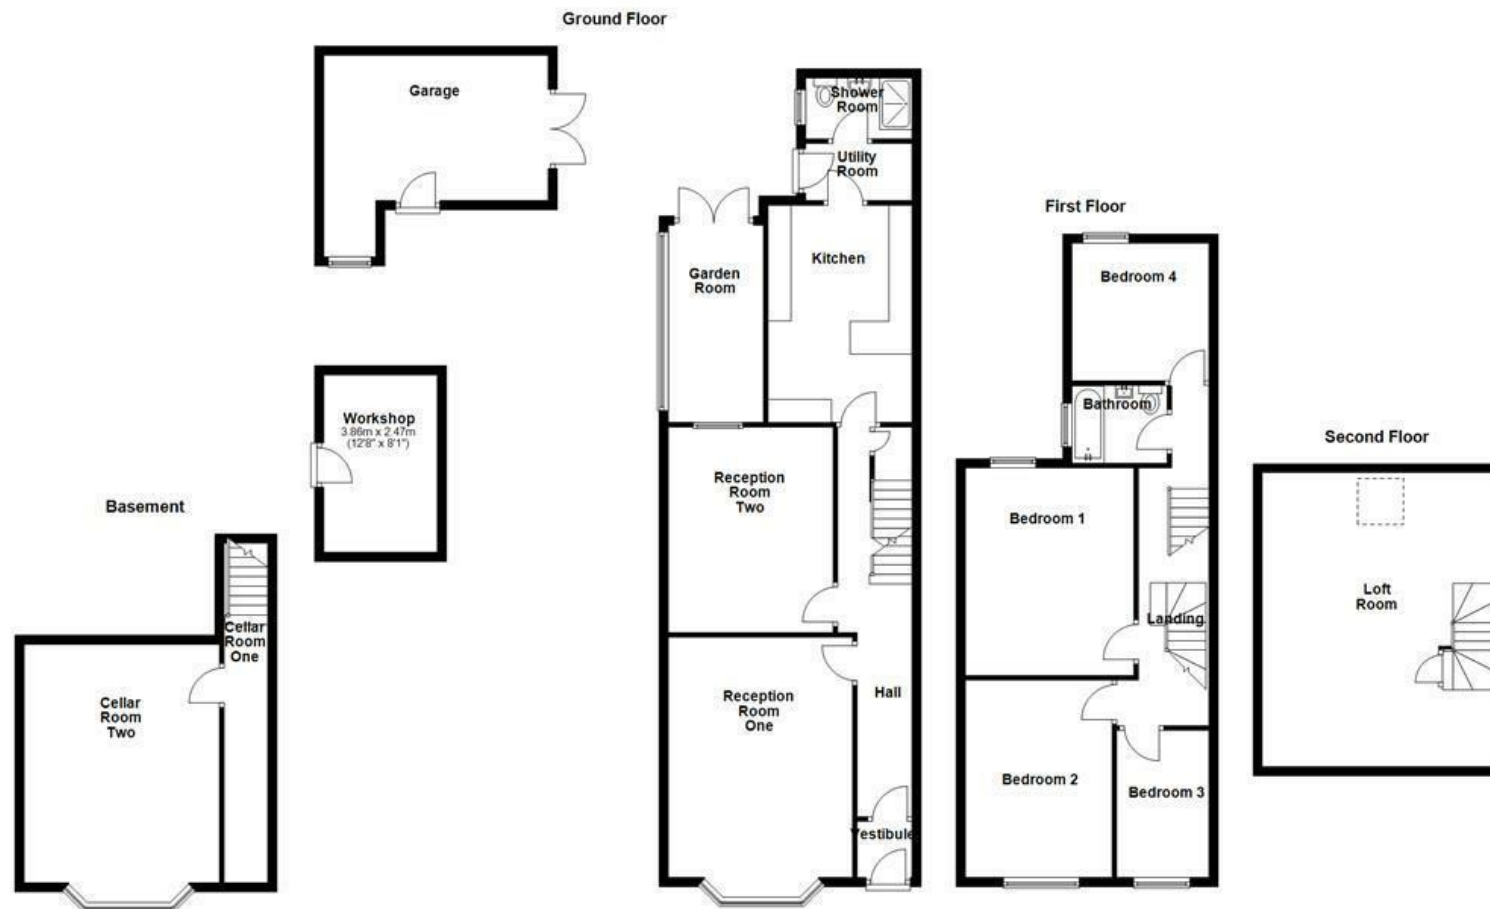 Ground Floor
Garage
Shower
Room
Utility
Room
Garden
Room
Kitchen
Workshop
3.86m x 2.47m
(12'8" x 8'1")
Reception
Room
Two
Reception
Room
One
Hall
Vestibule
Basement
Cellar
Room
One
Cellar
Room
Two
First Floor
Bedroom 4
Bathroom
Bedroom 1
Landing
Bedroom 2
Bedroom 3
Second Floor
Loft
Room